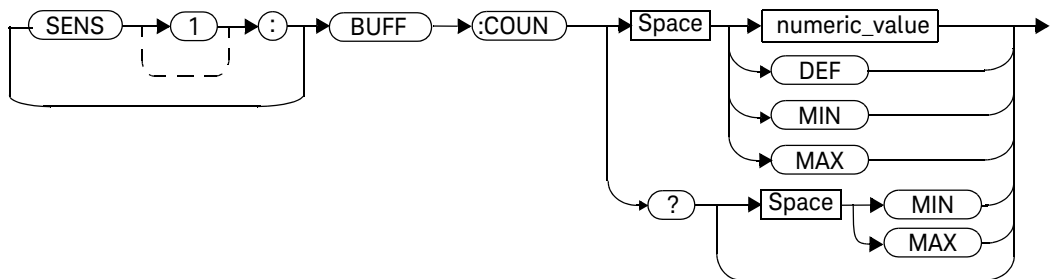 SENS 1 : BUFF :COUN Space numeric_value
DEF
MIN
MAX
? Space MIN
MAX